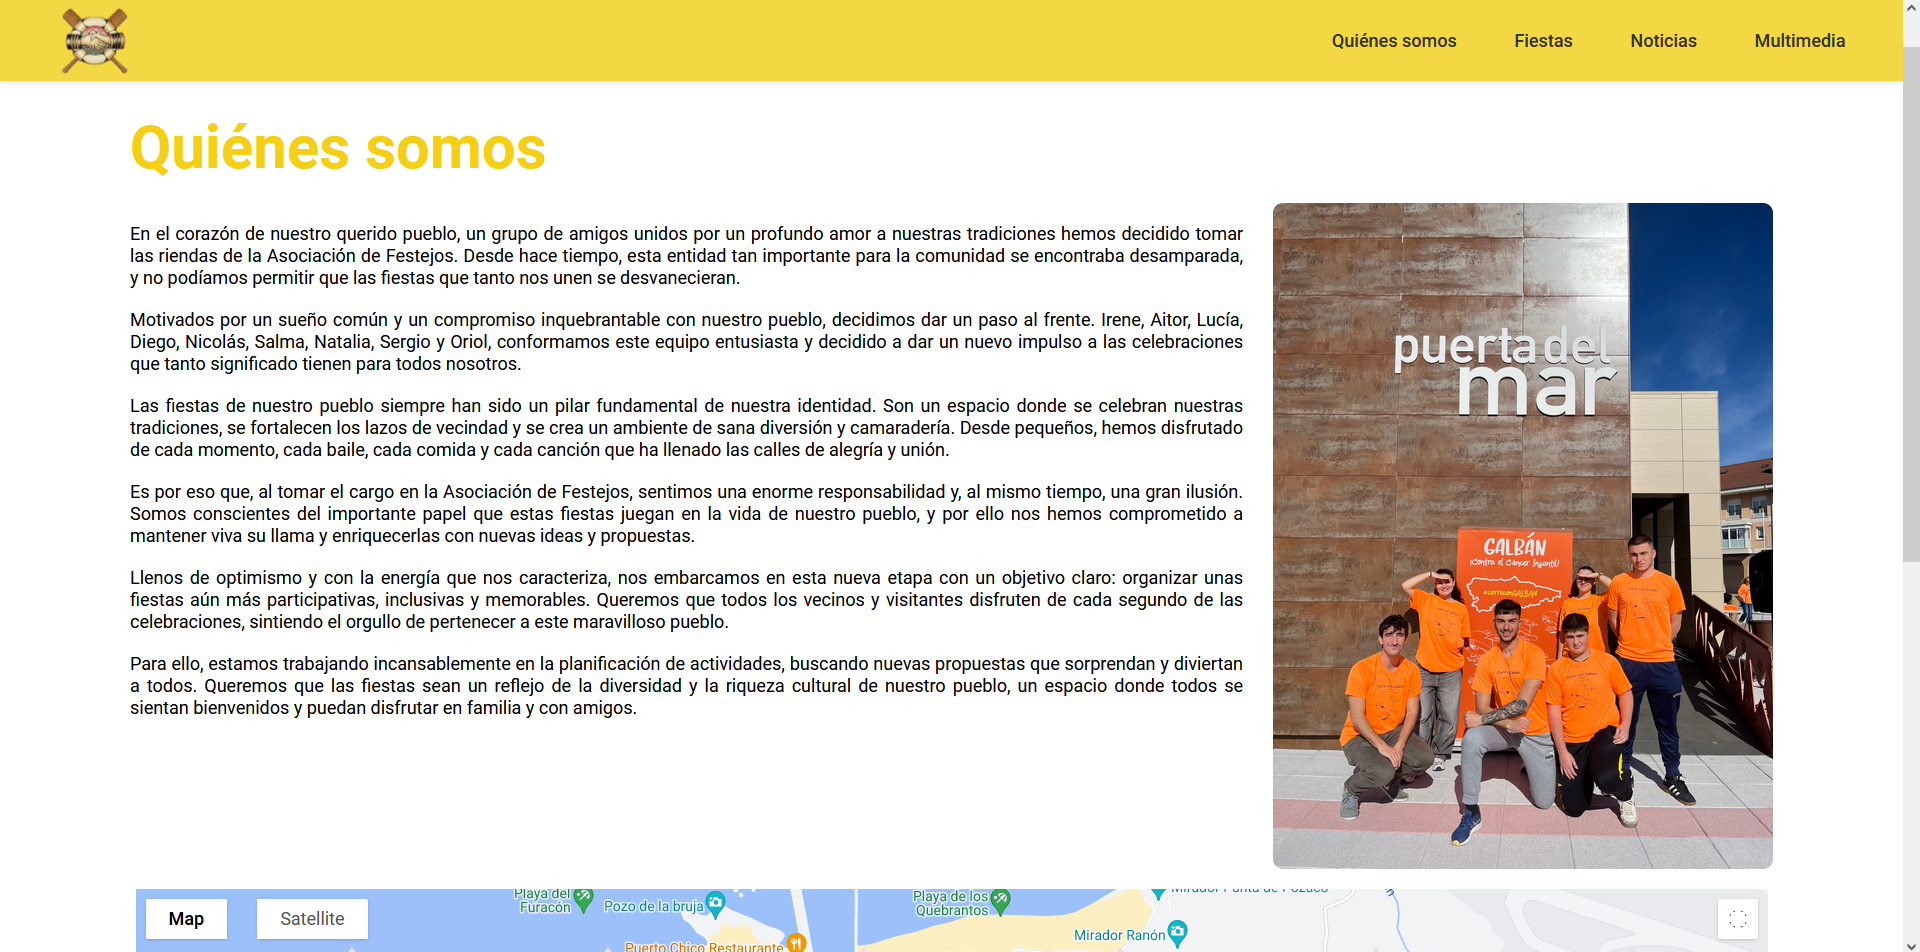 Quiénes somos
Fiestas
Noticias
Multimedia
Quiénes somos
En el corazón de nuestro querido pueblo, un grupo de amigos unidos por un profundo amor a nuestras tradiciones hemos decidido tomar
las riendas de la Asociación de Festejos. Desde hace tiempo, esta entidad tan importante para la comunidad se encontraba desamparada,
y no podíamos permitir que las fiestas que tanto nos unen se desvanecieran.
Motivados por un sueño común y un compromiso inquebrantable con nuestro pueblo, decidimos dar un paso al frente. Irene, Aitor, Lucía,
Diego, Nicolás, Salma, Natalia, Sergio y Oriol, conformamos este equipo entusiasta y decidido a dar un nuevo impulso a las celebraciones
que tanto significado tienen para todos nosotros.
Las fiestas de nuestro pueblo siempre han sido un pilar fundamental de nuestra identidad. Son un espacio donde se celebran nuestras
tradiciones, se fortalecen los lazos de vecindad y se crea un ambiente de sana diversión y camaradería. Desde pequeños, hemos disfrutado
de cada momento, cada baile, cada comida y cada canción que ha llenado las calles de alegría y unión.
Es por eso que, al tomar el cargo en la Asociación de Festejos, sentimos una enorme responsabilidad y, al mismo tiempo, una gran ilusión.
Somos conscientes del importante papel que estas fiestas juegan en la vida de nuestro pueblo, y por ello nos hemos comprometido a
mantener viva su llama y enriquecerlas con nuevas ideas y propuestas.
Llenos de optimismo y con la energía que nos caracteriza, nos embarcamos en esta nueva etapa con un objetivo claro: organizar unas
fiestas aún más participativas, inclusivas y memorables. Queremos que todos los vecinos y visitantes disfruten de cada segundo de las
celebraciones, sintiendo el orgullo de pertenecer a este maravilloso pueblo.
Para ello, estamos trabajando incansablemente en la planificación de actividades, buscando nuevas propuestas que sorprendan y diviertan
a todos. Queremos que las fiestas sean un reflejo de la diversidad y la riqueza cultural de nuestro pueblo, un espacio donde todos se
sientan bienvenidos y puedan disfrutar en familia y con amigos.
puerta del
mar
GALBÁN
¡Contra el Cáncer Infantil!
#correconGALBAN
Map
Satellite
Playa del
Furacón
Pozo de la bruja
Puerto Chico Restaurante
Playa de los
Quebrantos
Mirador Punta de Pozaco
Mirador Ranón